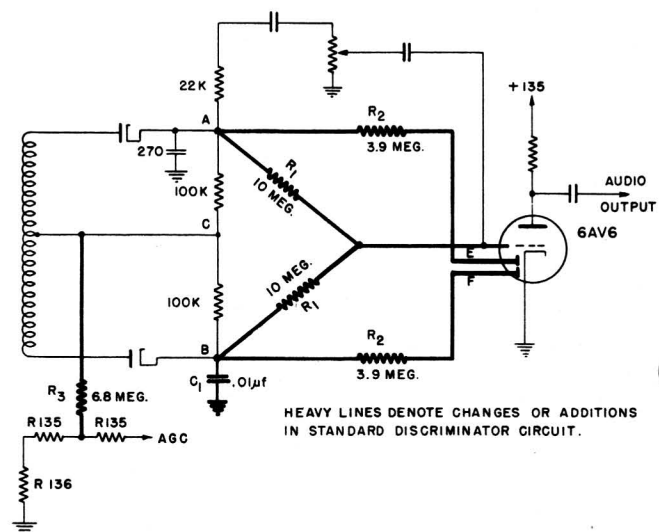 22K
+135
A
R2
3.9 MEG.
270
R1
10 MEG.
100K
C
AUDIO
OUTPUT
6AV6
E
F
10 MEG.
R1
100K
B
R2
3.9 MEG.
C1
.01µf
R3
6.8 MEG.
R135
R135
AGC
R 136
HEAVY LINES DENOTE CHANGES OR ADDITIONS
IN STANDARD DISCRIMINATOR CIRCUIT.